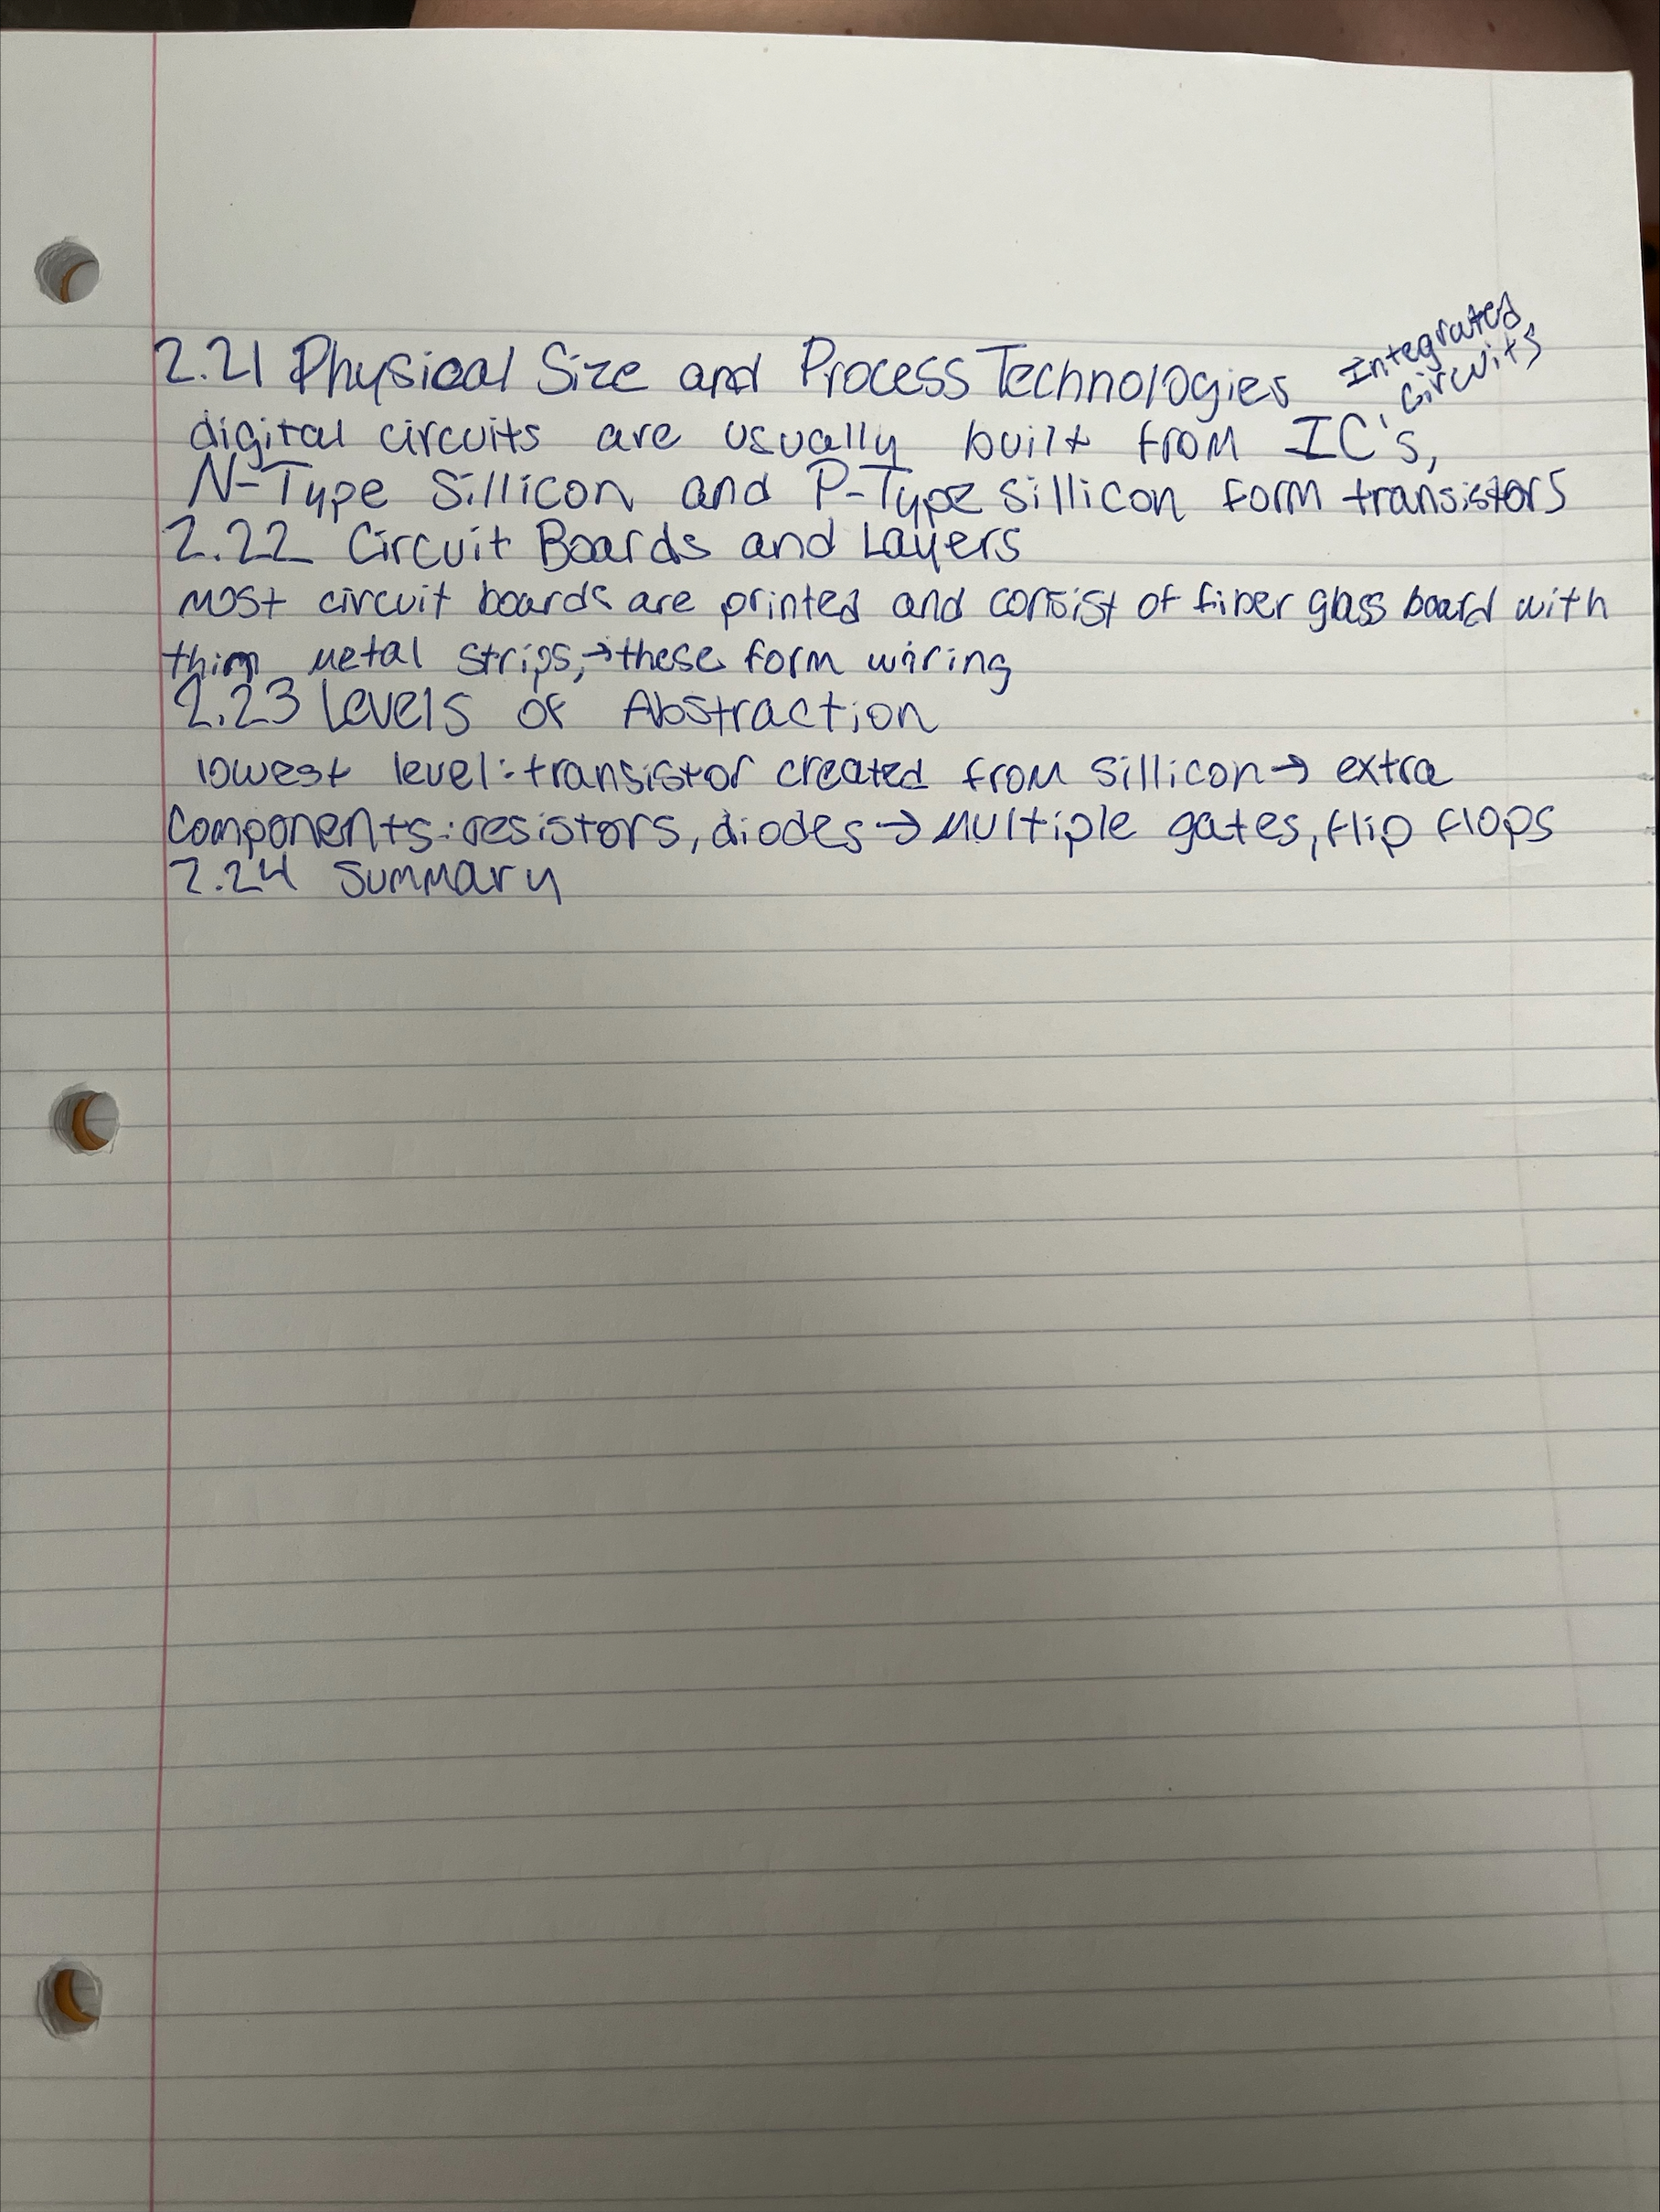 2.21 Physical Size and Process Technologies
Integrated
Circuits
digital circuits are usually built from IC's,
N-Type Sillicon and P-Type sillicon form transistors
2.22 Circuit Boards and Layers
most circuit boards are printed and consist of fiber glass board with
thin metal strips,→these form wiring
2.23 Levels of Abstraction
lowest level: transistor created from sillicon→ extra
components: resistors, diodes → Multiple gates, flip flops
2.24 Summary